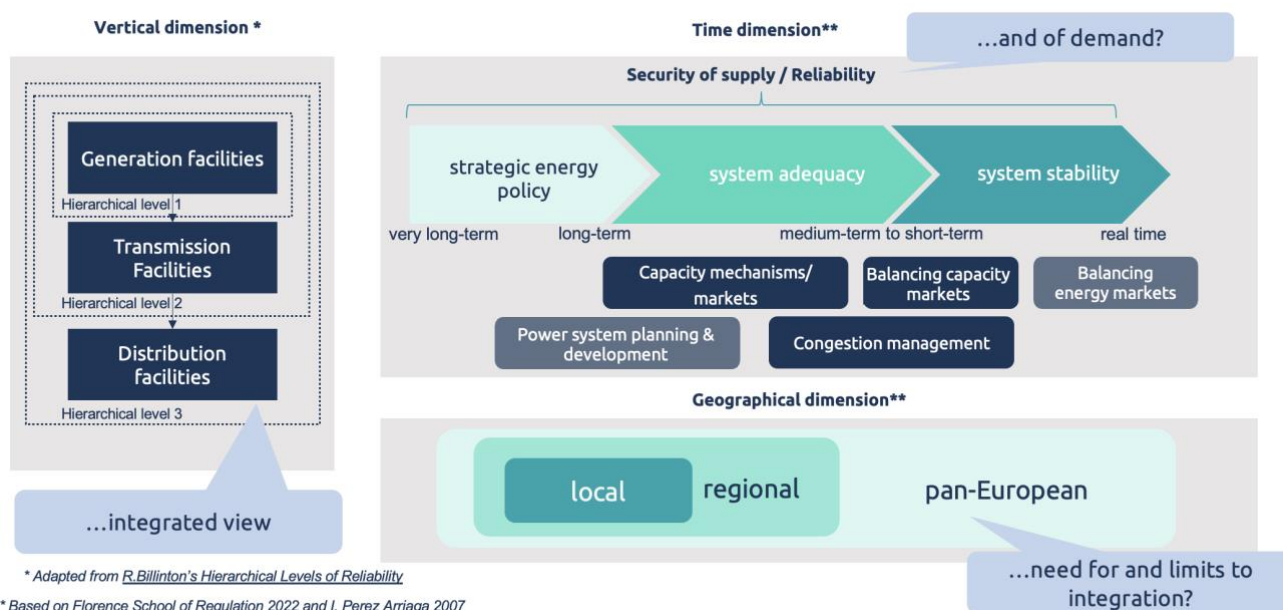 Vertical dimension *
Generation facilities
Hierarchical level 1
Transmission
Facilities
Hierarchical level 2
Distribution
facilities
Hierarchical level 3
…integrated view
Time dimension**
…and of demand?
Security of supply / Reliability
strategic energy
policy
system adequacy
system stability
very long-term
long-term
medium-term to short-term
real time
Capacity mechanisms/
markets
Balancing capacity
markets
Balancing
energy markets
Power system planning &
development
Congestion management
Geographical dimension**
local
regional
pan-European
…need for and limits to
integration?
* Adapted from R.Billinton's Hierarchical Levels of Reliability
* Based on Florence School of Regulation 2022 and I. Perez Arriaga 2007